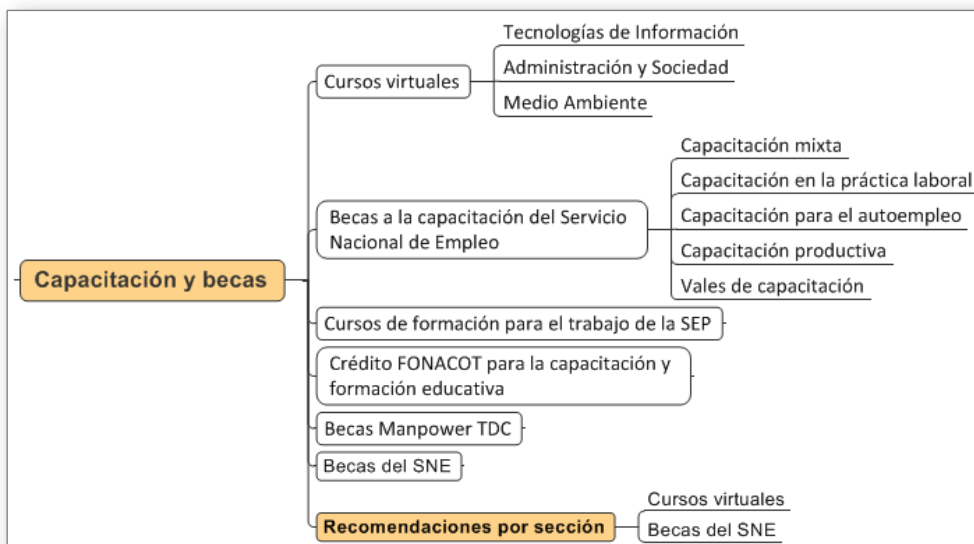 Capacitación y becas
Cursos virtuales
Tecnologías de Información
Administración y Sociedad
Medio Ambiente
Becas a la capacitación del Servicio
Nacional de Empleo
Capacitación mixta
Capacitación en la práctica laboral
Capacitación para el autoempleo
Capacitación productiva
Vales de capacitación
Cursos de formación para el trabajo de la SEP
Crédito FONACOT para la capacitación y
formación educativa
Becas Manpower TDC
Becas del SNE
Recomendaciones por sección
Cursos virtuales
Becas del SNE